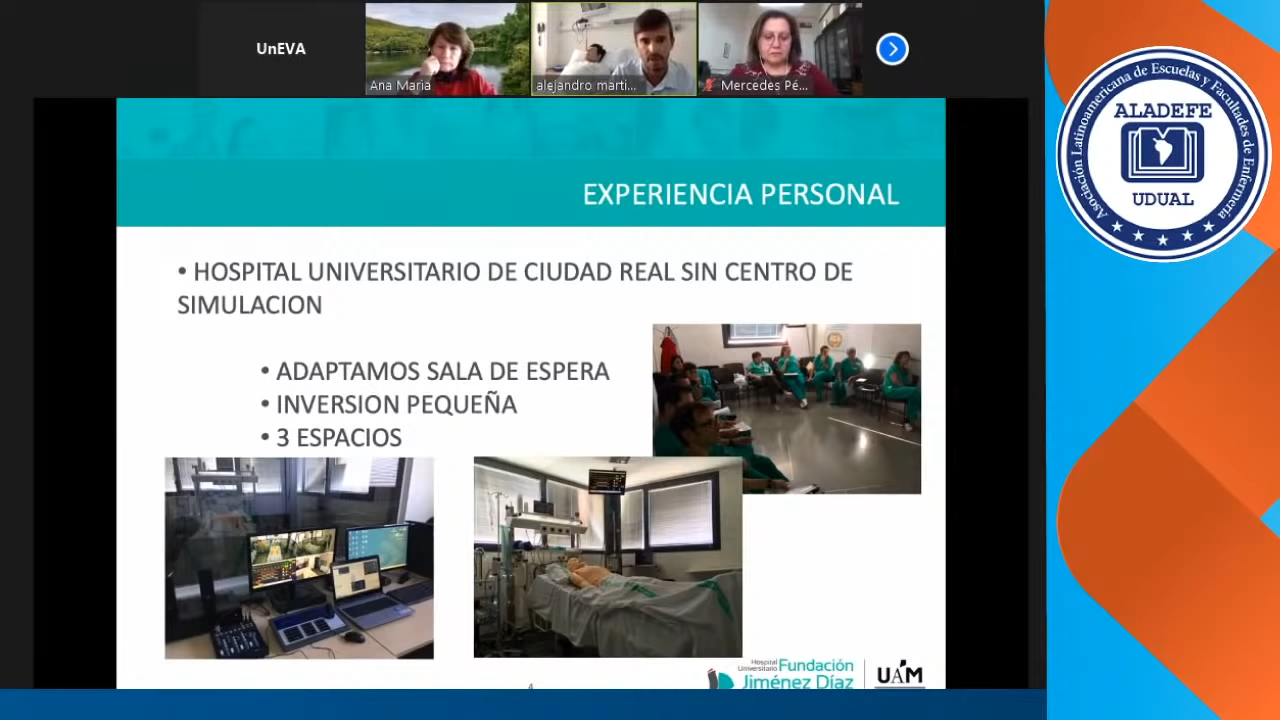 UnEVA
Ana María
alejandro marti...
Mercedes Pé...
EXPERIENCIA PERSONAL
• HOSPITAL UNIVERSITARIO DE CIUDAD REAL SIN CENTRO DE
SIMULACION
• ADAPTAMOS SALA DE ESPERA
• INVERSION PEQUEÑA
• 3 ESPACIOS
4
Hospital
Universitario
Fundación
Jiménez Díaz
UAM
Asociación Latinoamericana de Escuelas y Facultades de Enfermería
ALADEFE
UDUAL